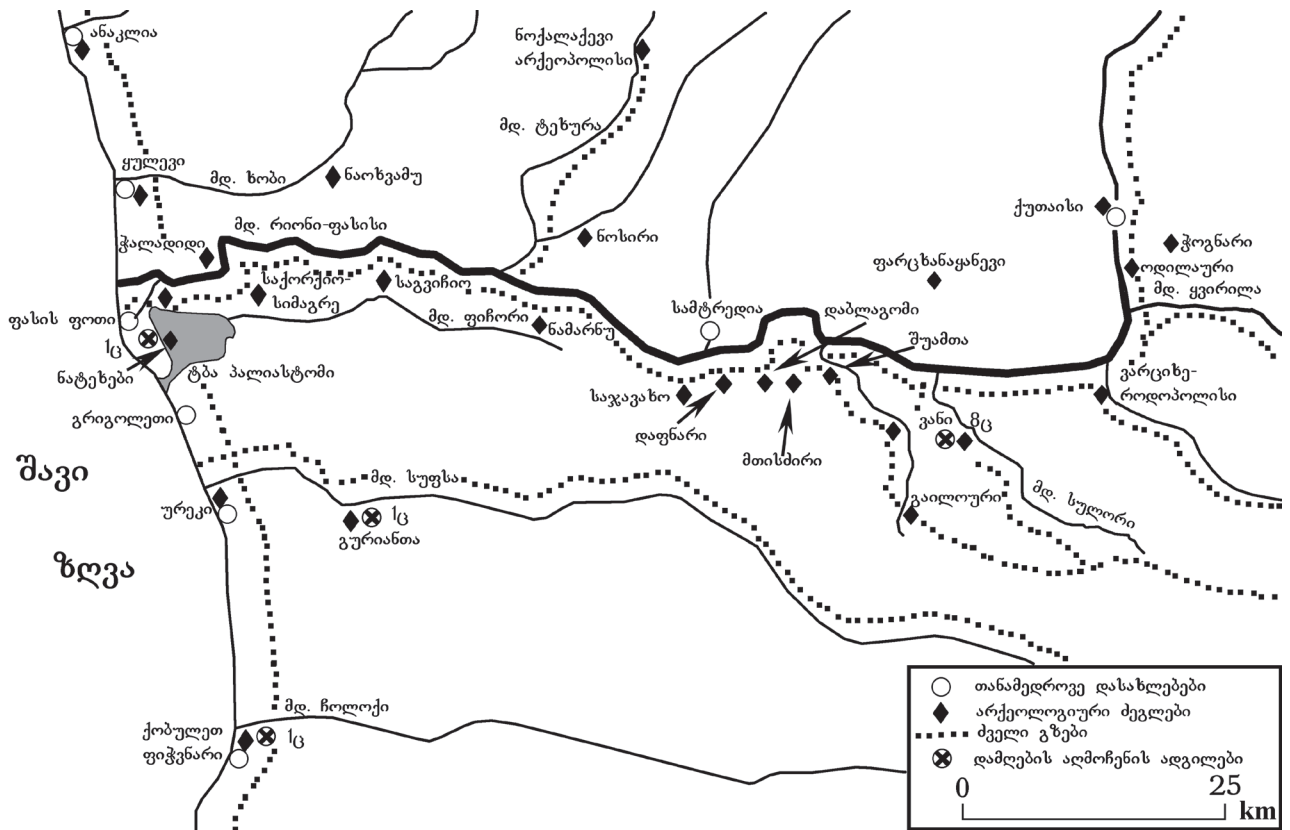 ანაკლია
ნოქალაქევი
არქეოპოლისი
მდ. ტეხურა
ყულევი
მდ. ხობი
ნაოხვამუ
ქუთაისი
მდ. რიონი-ფასისი
ჭალადიდი
ნოსირი
ჭოგნარი
ფარცხანაყანევი
ოდილაური
მდ. ყვირილა
საქორქიო-
სიმაგრე
საგვიჩიო
ფასის ფოთი
მდ. ფიჩორი
ნამარნუ
სამტრედია
დაბლაგომი
შუამთა
1ც
ნატეხები
ტბა პალიასტომი
ვარციხე-
როდოპოლისი
საჯავახო
გრიგოლეთი
დაფნარი
ვანი
8ც
მთისძირი
შავი
ზღვა
მდ. სუფსა
ურეკი
1ც
გურიანთა
გაილოური
მდ. სულორი
მდ. ჩოლოქი
ქობულეთ
ფიჭვნარი
1ც
თანამედროვე დასახლებები
არქეოლოგიური ძეგლები
ძველი გზები
დამღების აღმოჩენის ადგილები
0 25
km